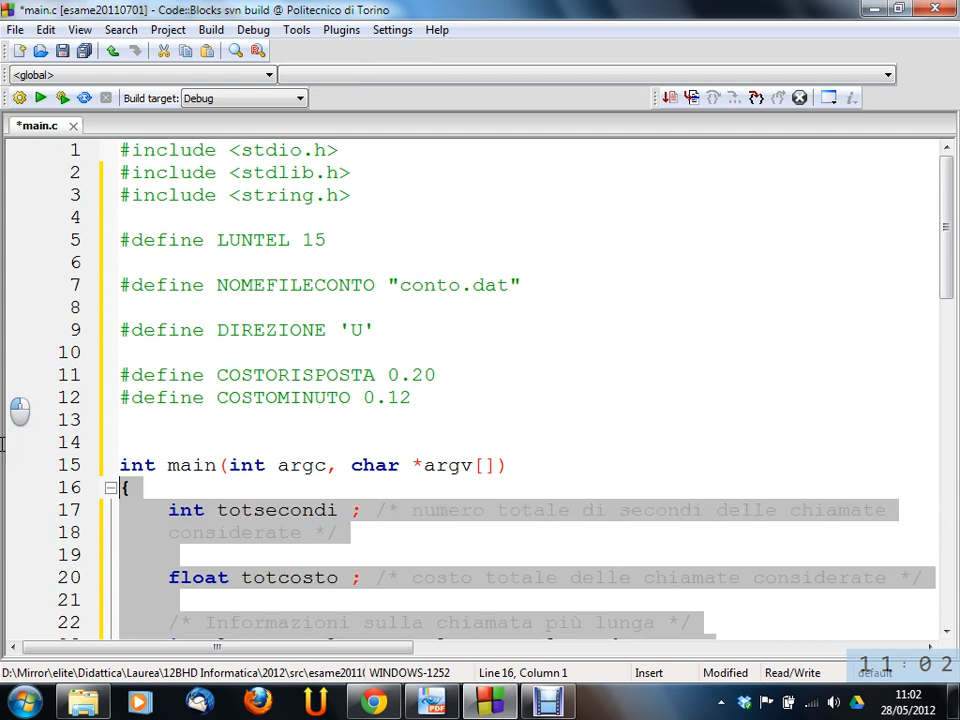 *main.c [esame20110701] - Code::Blocks svn build @ Politecnico di Torino
File Edit View Search Project Build Debug Tools Plugins Settings Help
<global>
Build target: Debug
*main.c
1 #include <stdio.h>
2 #include <stdlib.h>
3 #include <string.h>
4
5 #define LUNTEL 15
6
7 #define NOMEFILECONTO "conto.dat"
8
9 #define DIREZIONE 'U'
10
11 #define COSTORISPOSTA 0.20
12 #define COSTOMINUTO 0.12
13
14
15 int main(int argc, char *argv[])
16 {
17 int totsecondi ; /* numero totale di secondi delle chiamate
18 considerate */
19
20 float totcosto ; /* costo totale delle chiamate considerate */
21
22 /* Informazioni sulla chiamata più lunga */
D:\Mirror\elite\Didattica\Laurea\12BHD Informatica\2012\src\esame2011( WINDOWS-1252 Line 16, Column 1 Insert Modified Read/Write default
11:02
11:02
28/05/2012